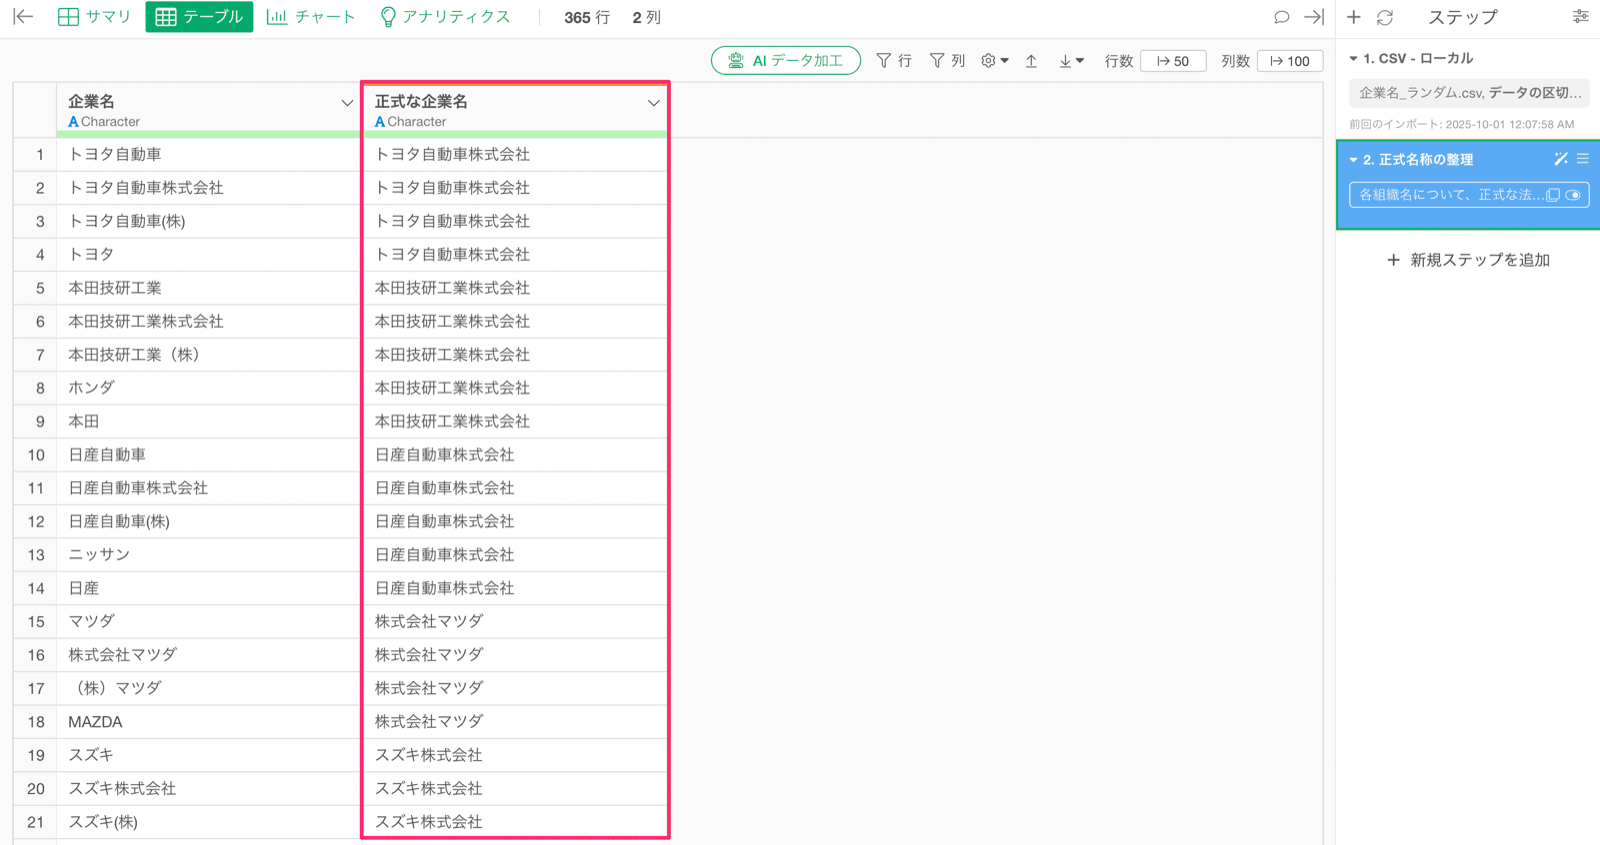 サマリ テーブル チャート アナリティクス 365 行 2 列
ステップ
AI データ加工 行 列 行数 50 列数 100
企業名 正式な企業名
A Character A Character
1 トヨタ自動車 トヨタ自動車株式会社
2 トヨタ自動車株式会社 トヨタ自動車株式会社
3 トヨタ自動車(株) トヨタ自動車株式会社
4 トヨタ トヨタ自動車株式会社
5 本田技研工業 本田技研工業株式会社
6 本田技研工業株式会社 本田技研工業株式会社
7 本田技研工業（株） 本田技研工業株式会社
8 ホンダ 本田技研工業株式会社
9 本田 本田技研工業株式会社
10 日産自動車 日産自動車株式会社
11 日産自動車株式会社 日産自動車株式会社
12 日産自動車(株) 日産自動車株式会社
13 ニッサン 日産自動車株式会社
14 日産 日産自動車株式会社
15 マツダ 株式会社マツダ
16 株式会社マツダ 株式会社マツダ
17 （株）マツダ 株式会社マツダ
18 MAZDA 株式会社マツダ
19 スズキ スズキ株式会社
20 スズキ株式会社 スズキ株式会社
21 スズキ(株) スズキ株式会社
1. CSV - ローカル
企業名_ランダム.csv, データの区切...
前回のインポート: 2025-10-01 12:07:58 AM
2. 正式名称の整理
各組織名について、正式な法...
+ 新規ステップを追加